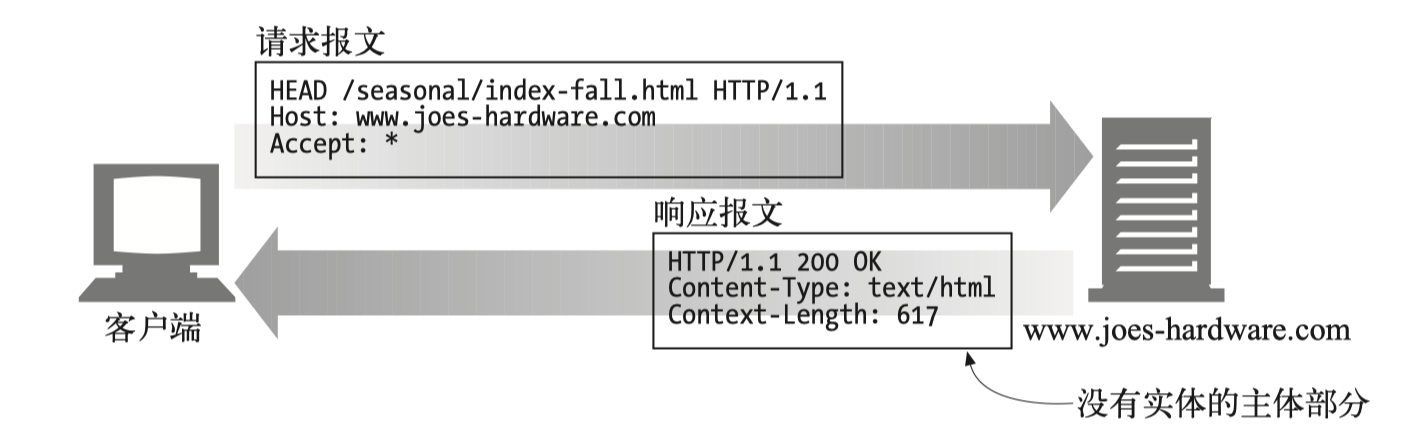 请求报文
HEAD /seasonal/index-fall.html HTTP/1.1
Host: www.joes-hardware.com
Accept: *
响应报文
HTTP/1.1 200 OK
Content-Type: text/html
Context-Length: 617
客户端
www.joes-hardware.com
没有实体的主体部分